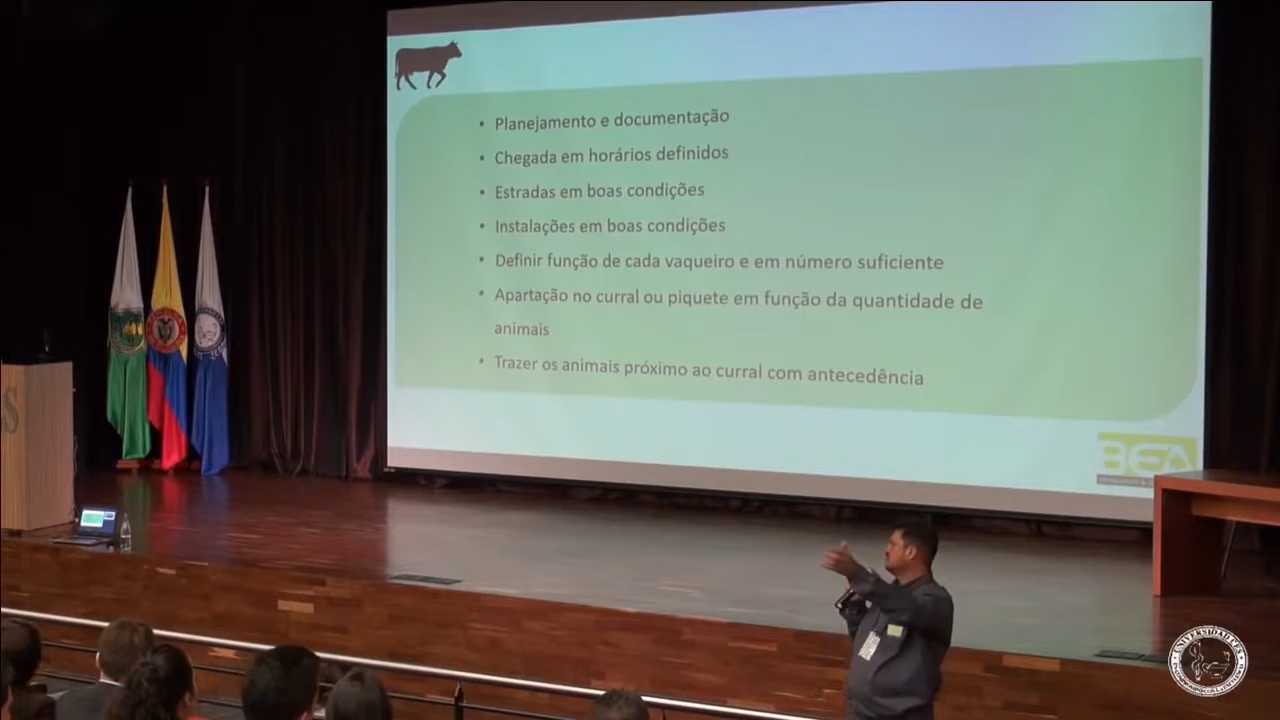 • Planejamento e documentação
• Chegada em horários definidos
• Estradas em boas condições
• Instalações em boas condições
• Definir função de cada vaqueiro e em número suficiente
• Apartação no curral ou piquete em função da quantidade de
animais
• Trazer os animais próximo ao curral com antecedência
BEA
S
UNIVERSIDAD CES